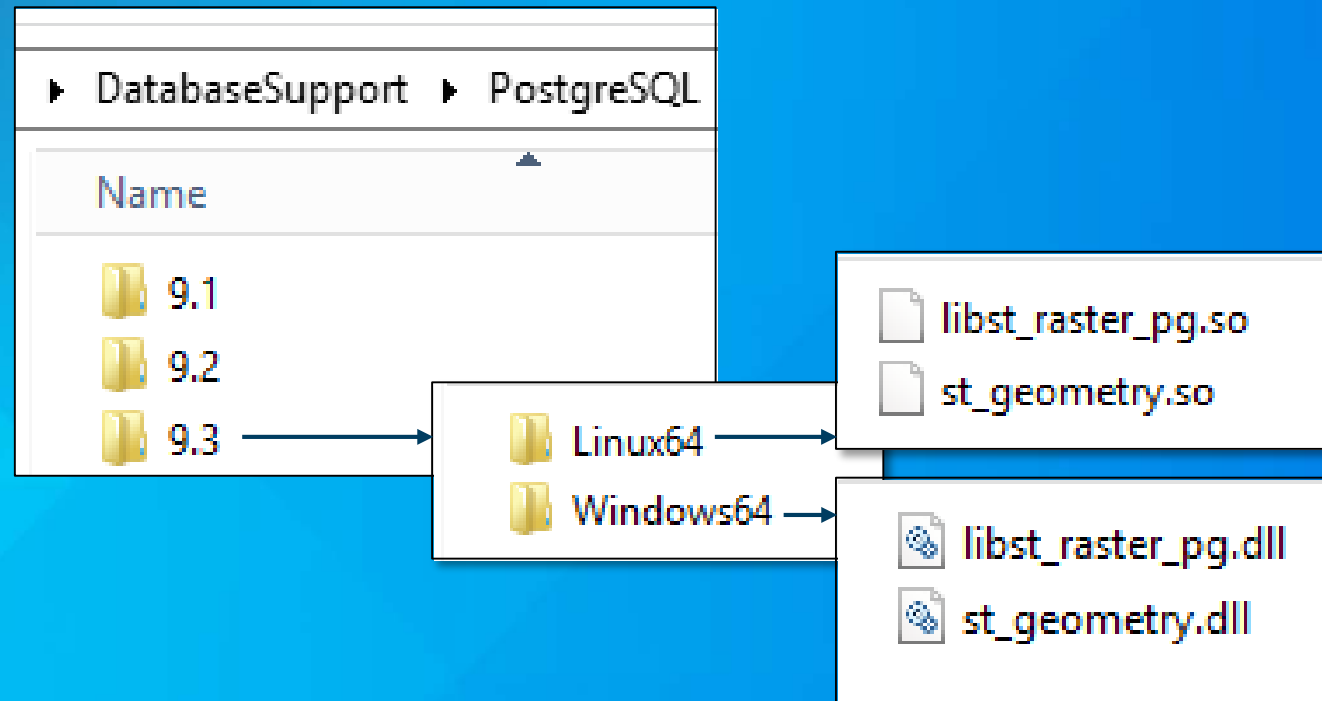 DatabaseSupport PostgreSQL
Name
9.1
9.2
9.3
Linux64
Windows64
libst_raster_pg.so
st_geometry.so
libst_raster_pg.dll
st_geometry.dll